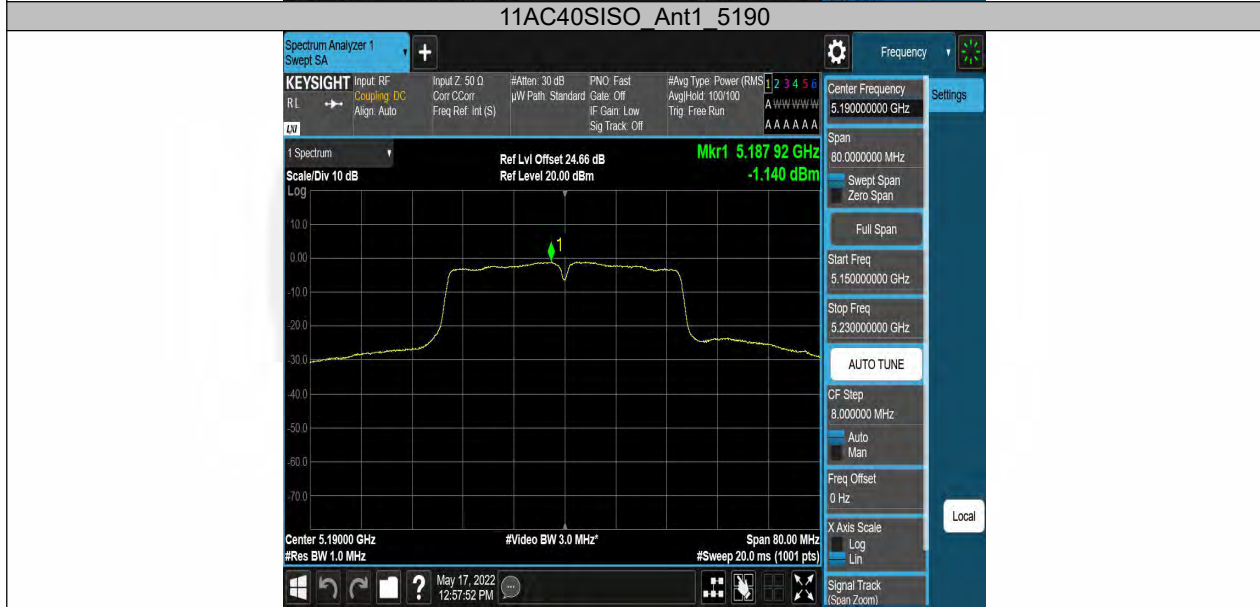 11AC40SISO_Ant1_5190
Spectrum Analyzer 1
Swept SA
Frequency
KEYSIGHT
RL
LXI
Input: RF
Coupling: DC
Align: Auto
Input Z: 50 Ω
Corr CCorr
Freq Ref: Int (S)
#Atten: 30 dB
µW Path: Standard
PNO: Fast
Gate: Off
IF Gain: Low
Sig Track: Off
#Avg Type: Power (RMS
Avg|Hold: 100/100
Trig: Free Run
1 2 3 4 5 6
A W W W W W
A A A A A A
1 Spectrum
Scale/Div 10 dB
Log
Ref Lvl Offset 24.66 dB
Ref Level 20.00 dBm
Mkr1 5.187 92 GHz
-1.140 dBm
10.0
0.00
-10.0
-20.0
-30.0
-40.0
-50.0
-60.0
-70.0
1
Center 5.19000 GHz
#Res BW 1.0 MHz
#Video BW 3.0 MHz*
Span 80.00 MHz
#Sweep 20.0 ms (1001 pts)
May 17, 2022
12:57:52 PM
Center Frequency
5.190000000 GHz
Settings
Span
80.0000000 MHz
Swept Span
Zero Span
Full Span
Start Freq
5.150000000 GHz
Stop Freq
5.230000000 GHz
AUTO TUNE
CF Step
8.000000 MHz
Auto
Man
Freq Offset
0 Hz
X Axis Scale
Log
Lin
Local
Signal Track
(Span Zoom)